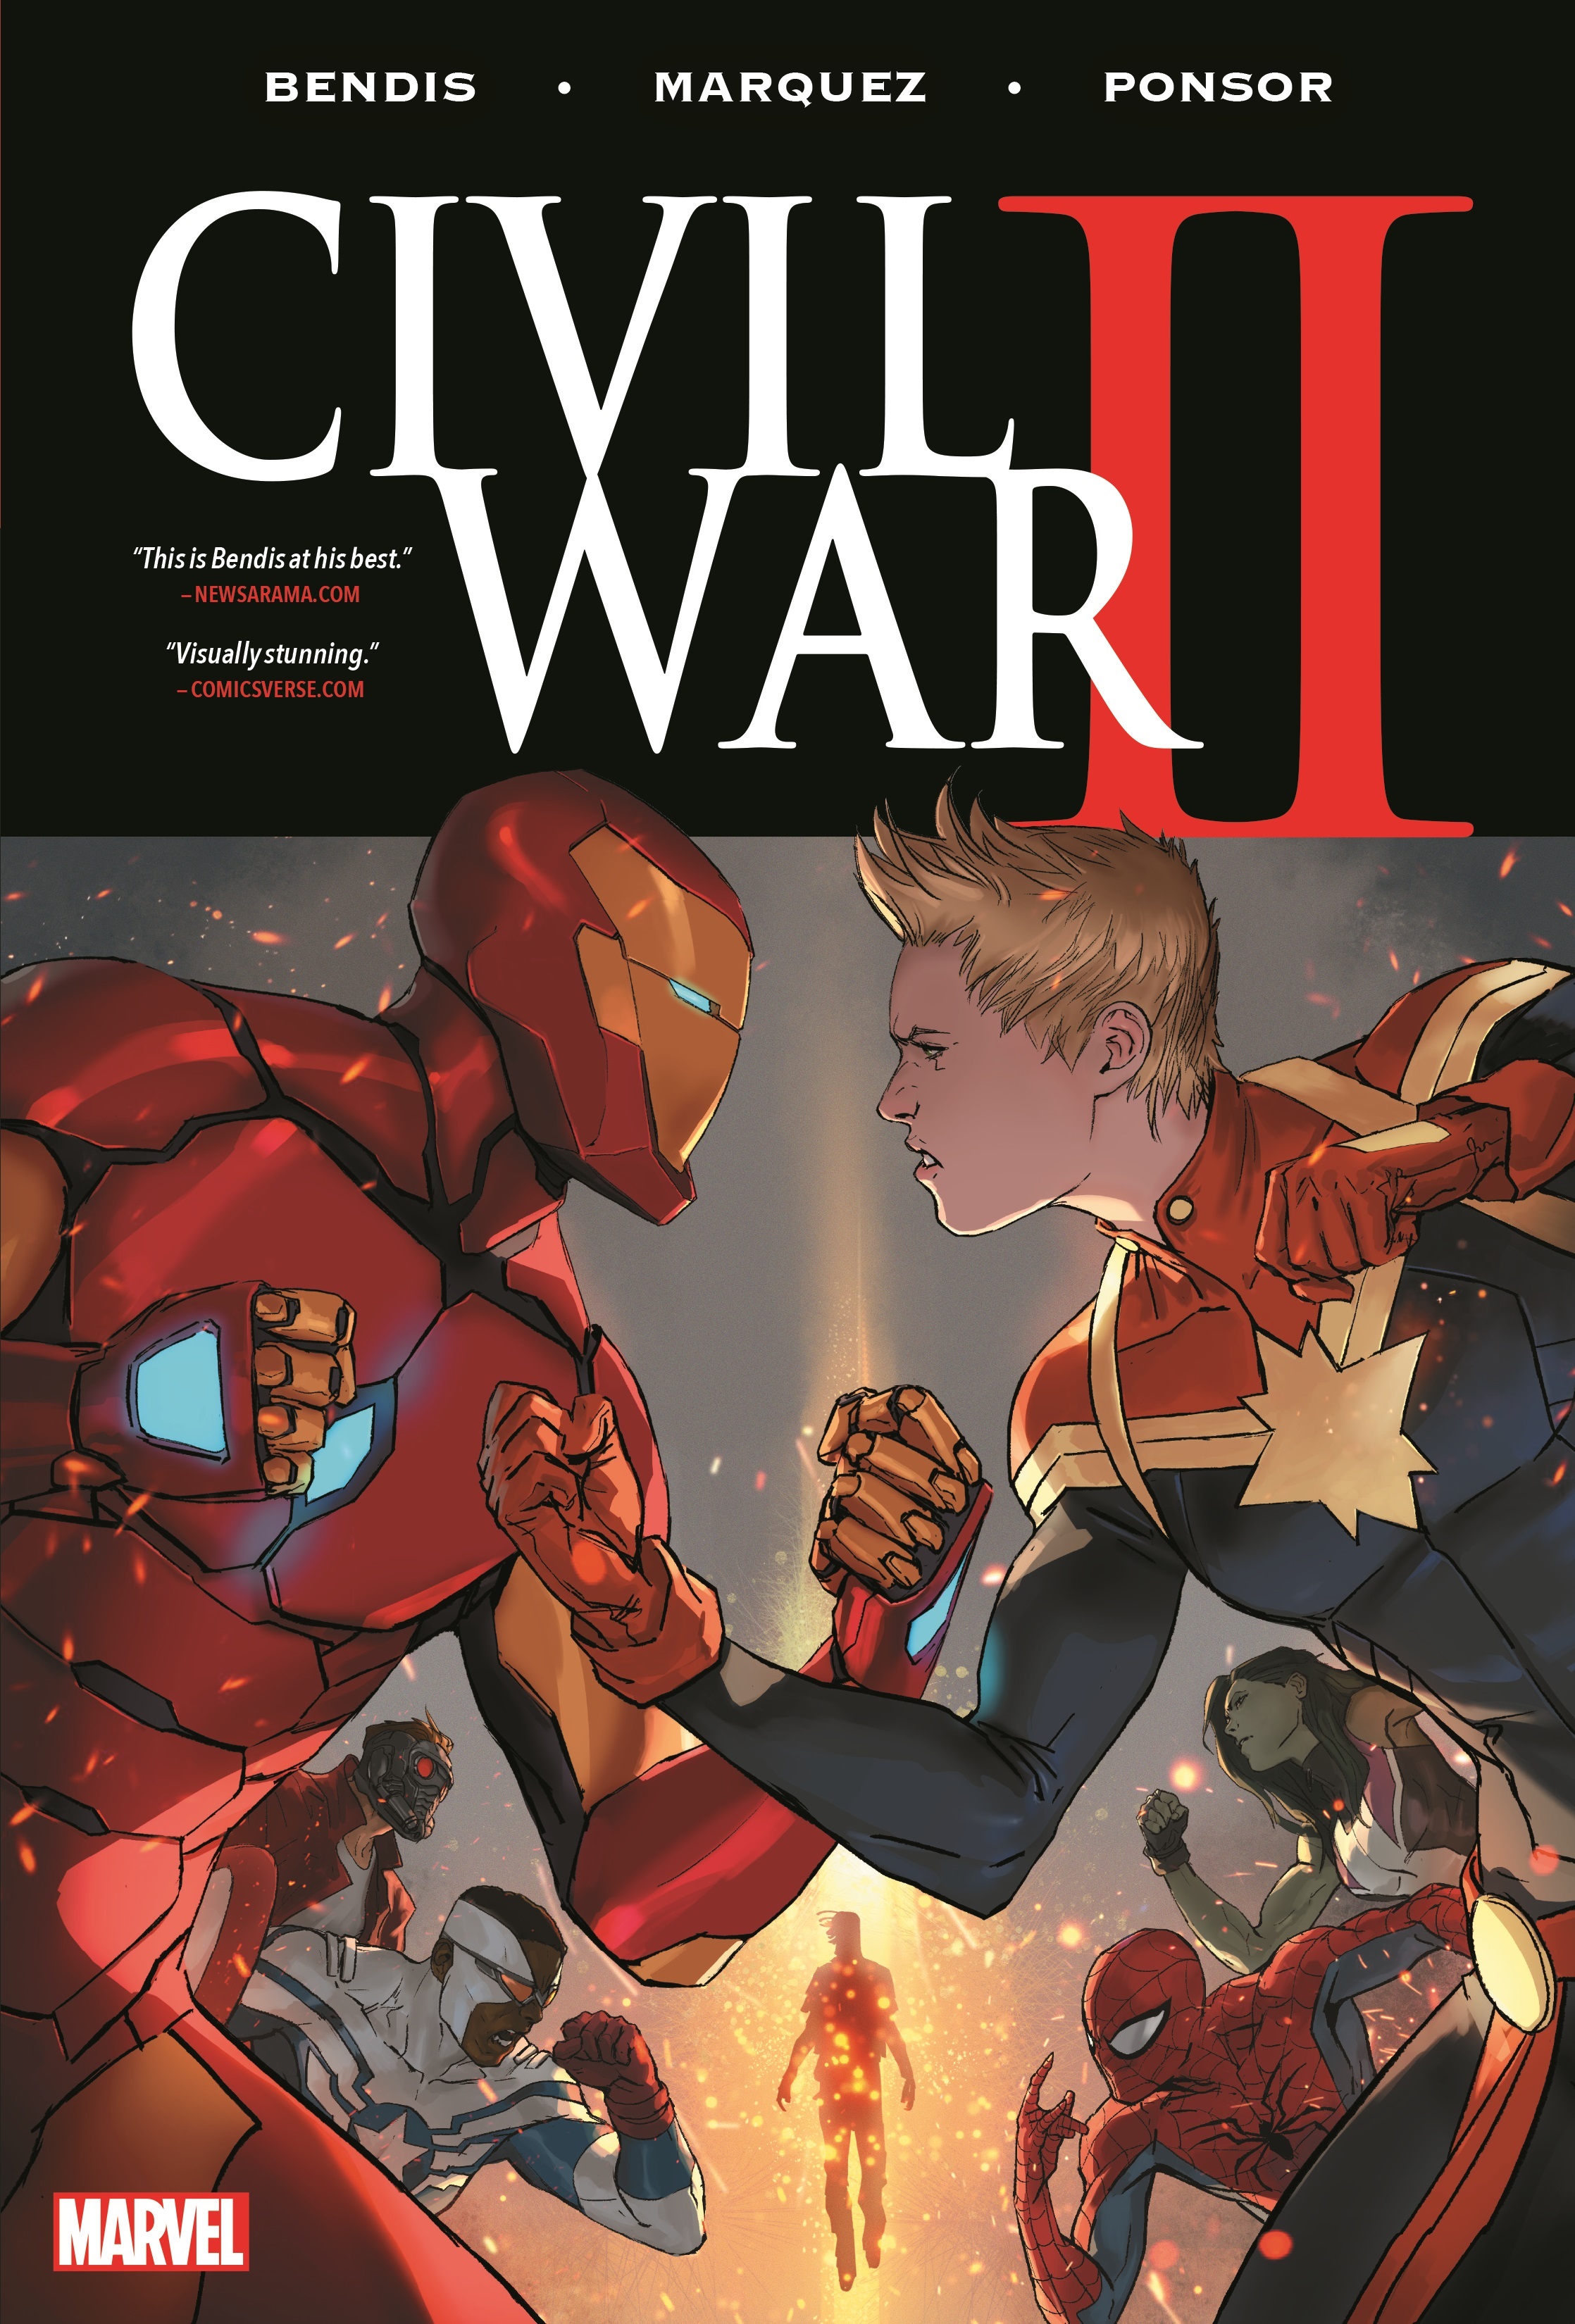 BENDIS • MARQUEZ • PONSOR
CIVIL
WAR II
“This is Bendis at his best.”
– NEWSARAMA.COM
“Visually stunning.”
– COMICSVERSE.COM
MARVEL